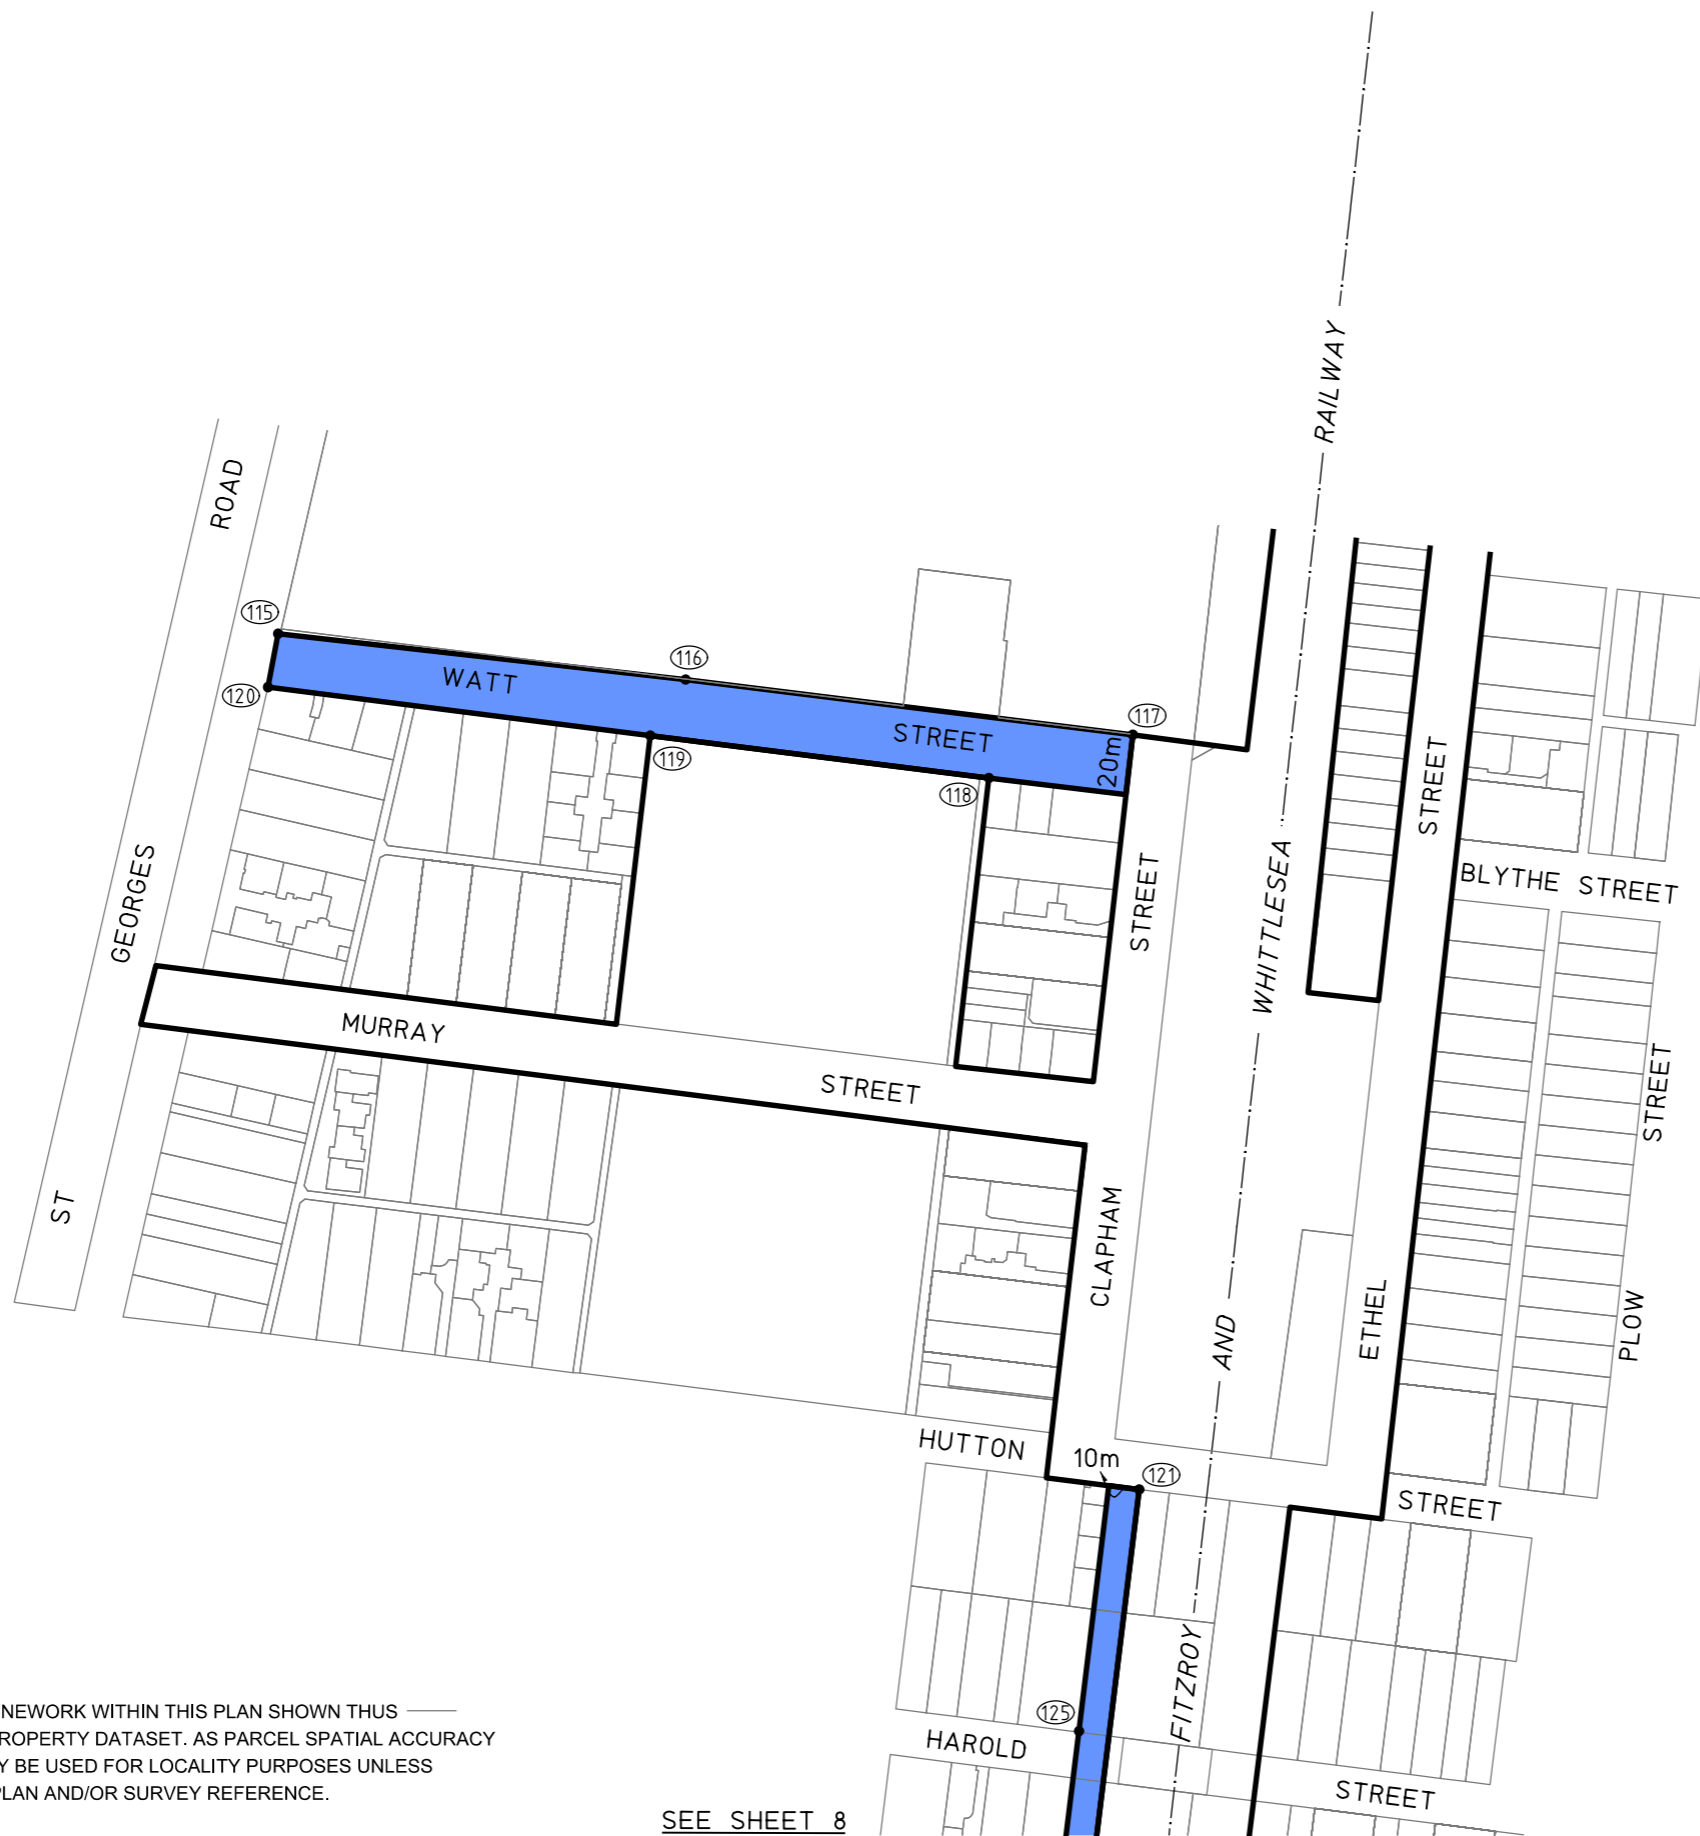 RAILWAY
ROAD
115
116
WATT
117
120
STREET
20m
119
118
STREET
WHITTLESEA
GEORGES
STREET
BLYTHE STREET
MURRAY
STREET
STREET
ST
CLAPHAM
ETHEL
AND
PLOW
HUTTON
10m
121
STREET
FITZROY
NEWORK WITHIN THIS PLAN SHOWN THUS
ROPERTY DATASET. AS PARCEL SPATIAL ACCURACY
Y BE USED FOR LOCALITY PURPOSES UNLESS
PLAN AND/OR SURVEY REFERENCE.
125
HAROLD
STREET
SEE SHEET 8